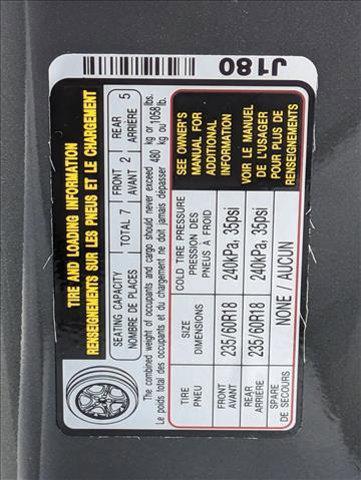 J180
TIRE AND LOADING INFORMATION
RENSEIGNEMENTS SUR LES PNEUS ET LE CHARGEMENT
SEATING CAPACITY
NOMBRE DE PLACES
TOTAL 7
FRONT
AVANT 2
REAR
ARRIÈRE 5
The combined weight of occupants and cargo should never exceed 480 kg or 1058 lbs.
Le poids total des occupants et du chargement ne doit jamais dépasser 480 kg ou 1058 lb.
TIRE
PNEU
SIZE
DIMENSIONS
COLD TIRE PRESSURE
PRESSION DES
PNEUS A FROID
FRONT
AVANT
235/60R18
240kPa, 35psi
REAR
ARRIÈRE
235/60R18
240kPa, 35psi
SPARE
DE SECOURS
NONE / AUCUN
SEE OWNER'S
MANUAL FOR
ADDITIONAL
INFORMATION
VOIR LE MANUEL
DE L'USAGER
POUR PLUS DE
RENSEIGNEMENTS